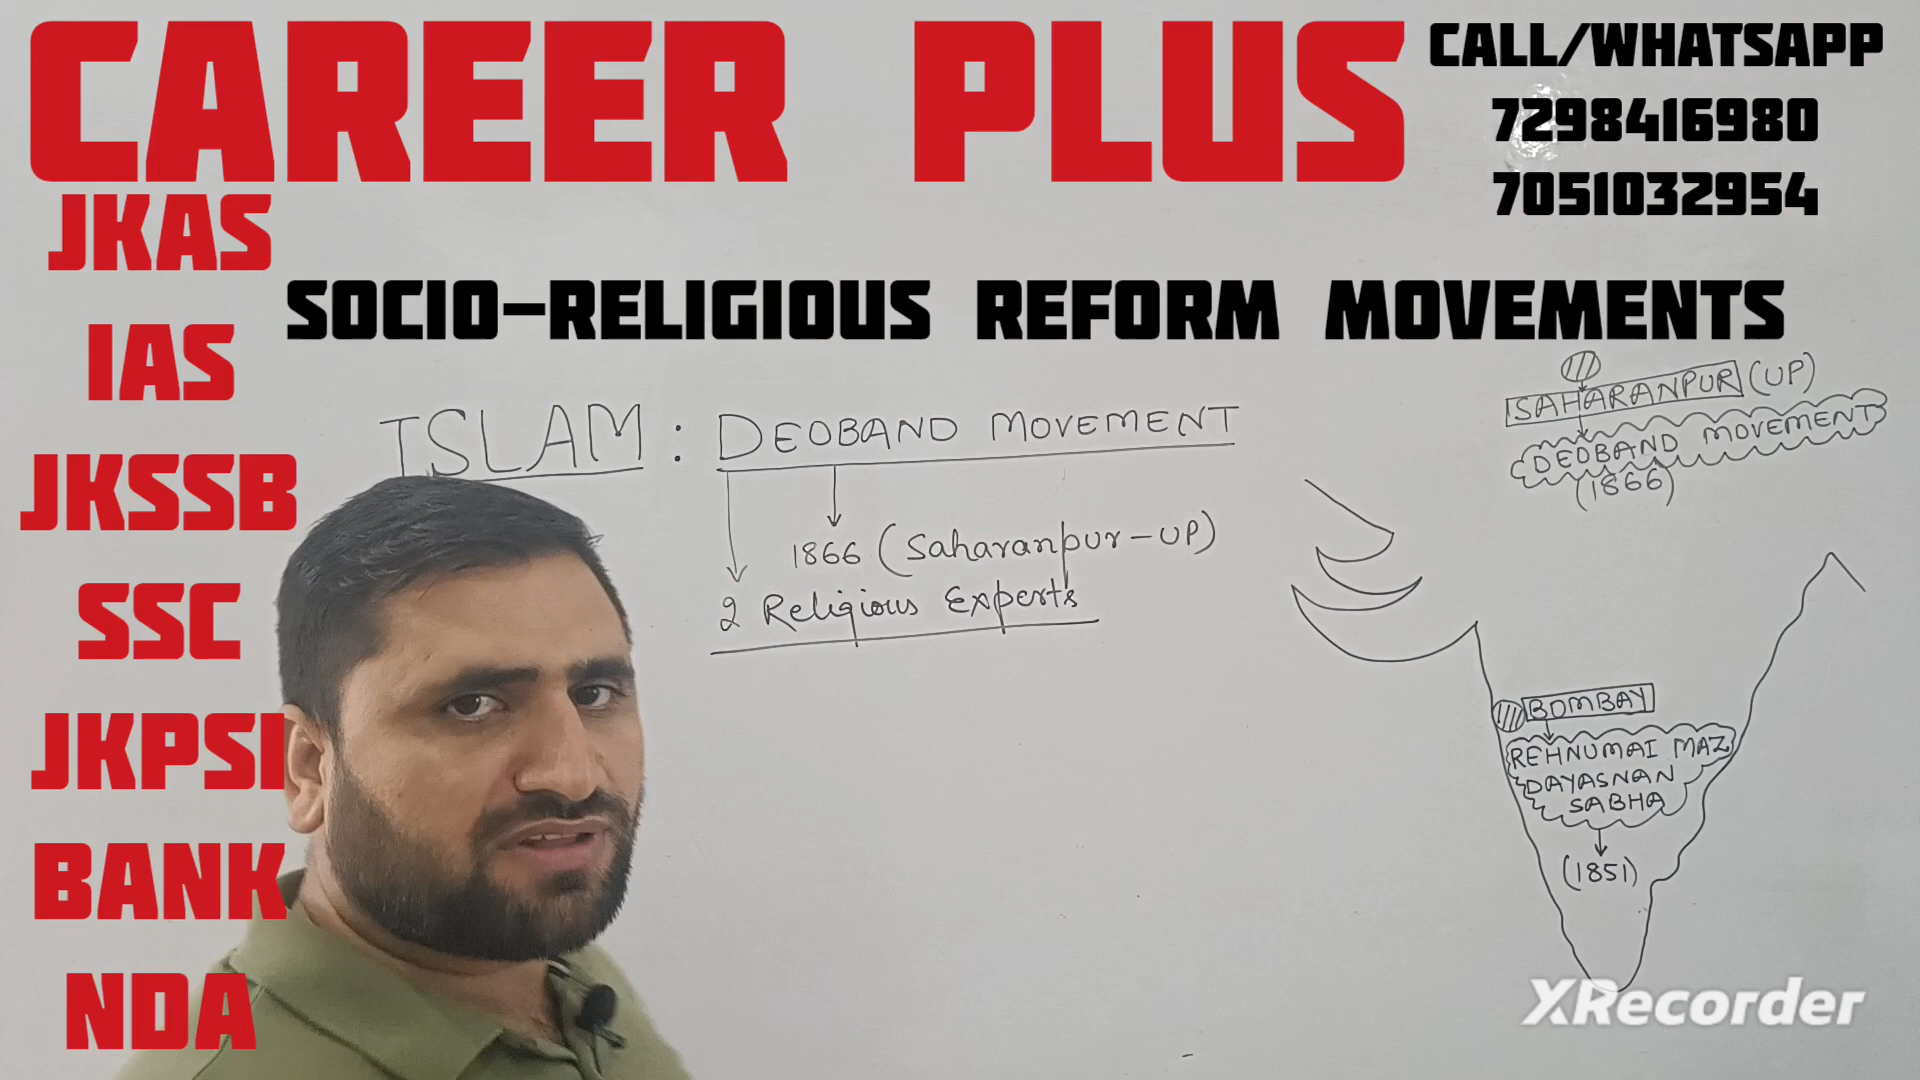 CAREER PLUS
CALL/WHATSAPP
7298416980
7051032954
JKAS
IAS
JKSSB
SSC
JKPSI
BANK
NDA
SOCIO-RELIGIOUS REFORM MOVEMENTS
ISLAM : DEOBAND MOVEMENT
1866 (Saharanpur-UP)
2 Religious Experts
SAHARANPUR (UP)
DEOBAND MOVEMENT
(1866)
BOMBAY
REHNUMAI MAZ
DAYASNAN
SABHA
(1851)
XRecorder